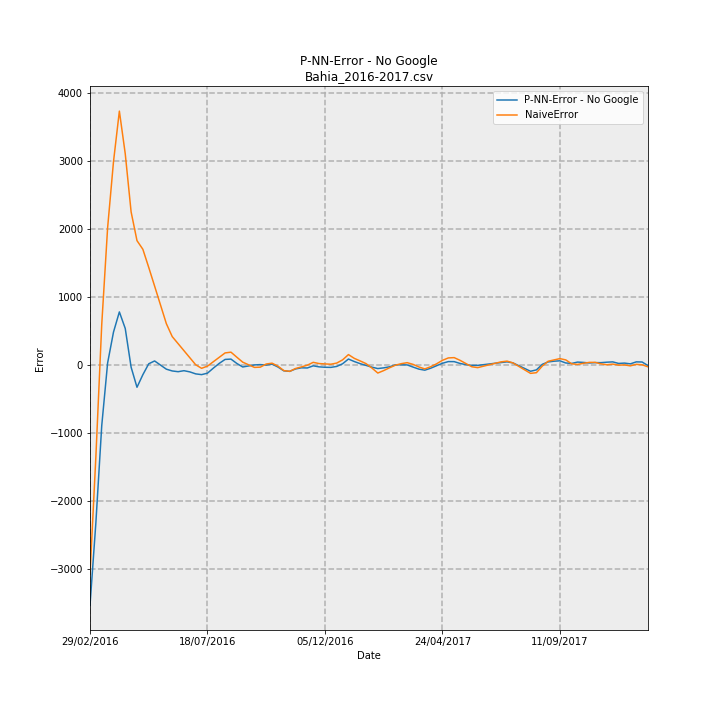 P-NN-Error - No Google
Bahia_2016-2017.csv
P-NN-Error - No Google
NaiveError
4000
3000
2000
1000
0
−1000
−2000
−3000
Error
29/02/2016
18/07/2016
05/12/2016
24/04/2017
11/09/2017
Date